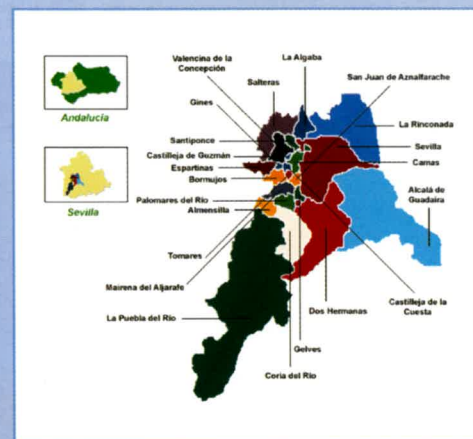 Valencina de la
Concepción
La Algaba
Salteras
San Juan de Aznalfarache
Gines
La Rinconada
Andalucía
Santiponce
Sevilla
Castilleja de Guzmán
Camas
Espartinas
Bormujos
Alcalá de
Guadaira
Palomares del Río
Almensilla
Sevilla
Tomares
Mairena del Aljarafe
La Puebla del Río
Dos Hermanas
Castilleja de la
Cuesta
Gelves
Coria del Río